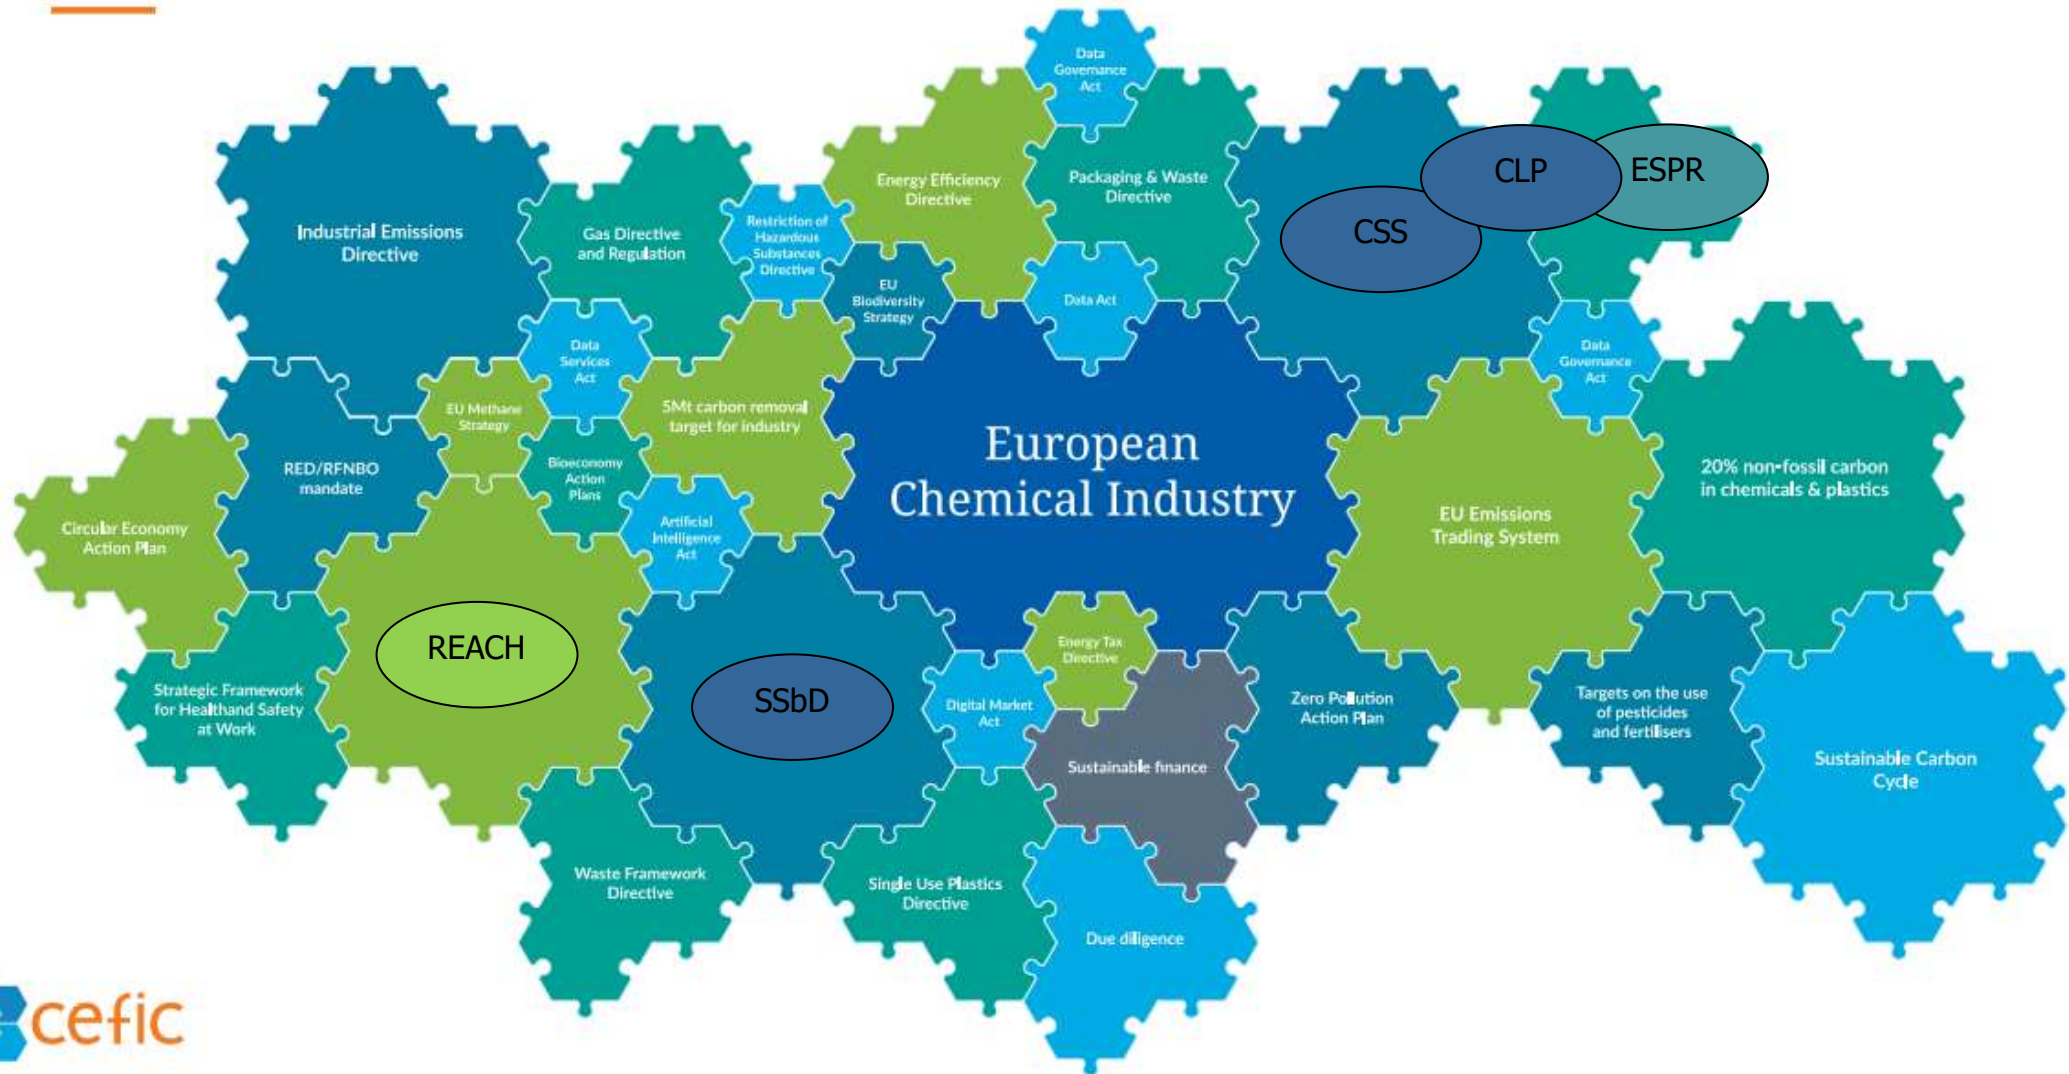 Data
Governance
Act
Energy Efficiency
Directive
Packaging & Waste
Directive
CLP
ESPR
CSS
Industrial Emissions
Directive
Gas Directive
and Regulation
Restriction of
Hazardous
Substances
Directive
EU
Biodiversity
Strategy
Data Act
Data
Services
Act
Data
Governance
Act
EU Methane
Strategy
5Mt carbon removal
target for industry
European
Chemical Industry
RED/RFNBO
mandate
Bioeconomy
Action
Plans
20% non-fossil carbon
in chemicals & plastics
Circular Economy
Action Plan
Artificial
Intelligence
Act
EU Emissions
Trading System
REACH
SSbD
Energy Tax
Directive
Strategic Framework
for Healthand Safety
at Work
Digital Market
Act
Zero Pollution
Action Plan
Targets on the use
of pesticides
and fertilisers
Sustainable finance
Sustainable Carbon
Cycle
Waste Framework
Directive
Single Use Plastics
Directive
Due diligence
cefic